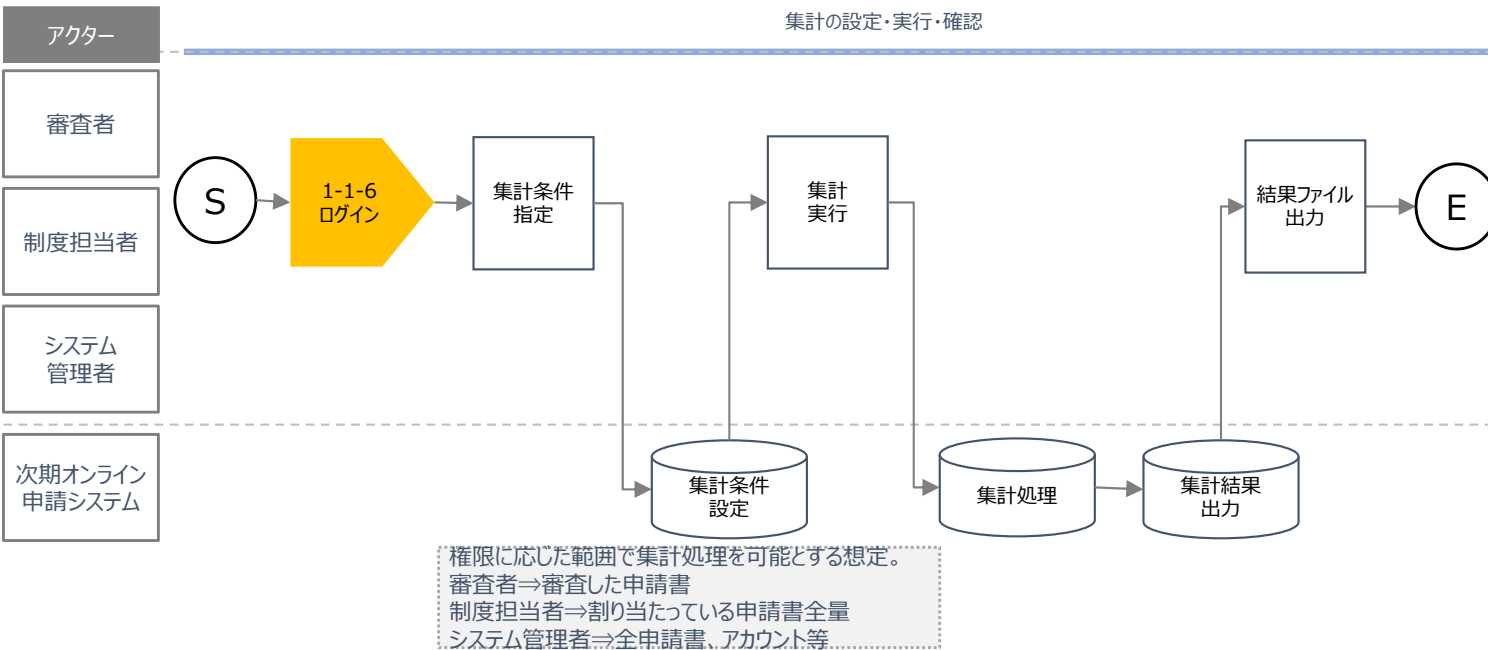 アクター
集計の設定・実行・確認
審査者
制度担当者
システム
管理者
次期オンライン
申請システム
S
1-1-6
ログイン
集計条件
指定
集計
実行
結果ファイル
出力
E
集計条件
設定
集計処理
集計結果
出力
権限に応じた範囲で集計処理を可能とする想定。
審査者⇒審査した申請書
制度担当者⇒割り当たっている申請書全量
システム管理者⇒全申請書、アカウント等